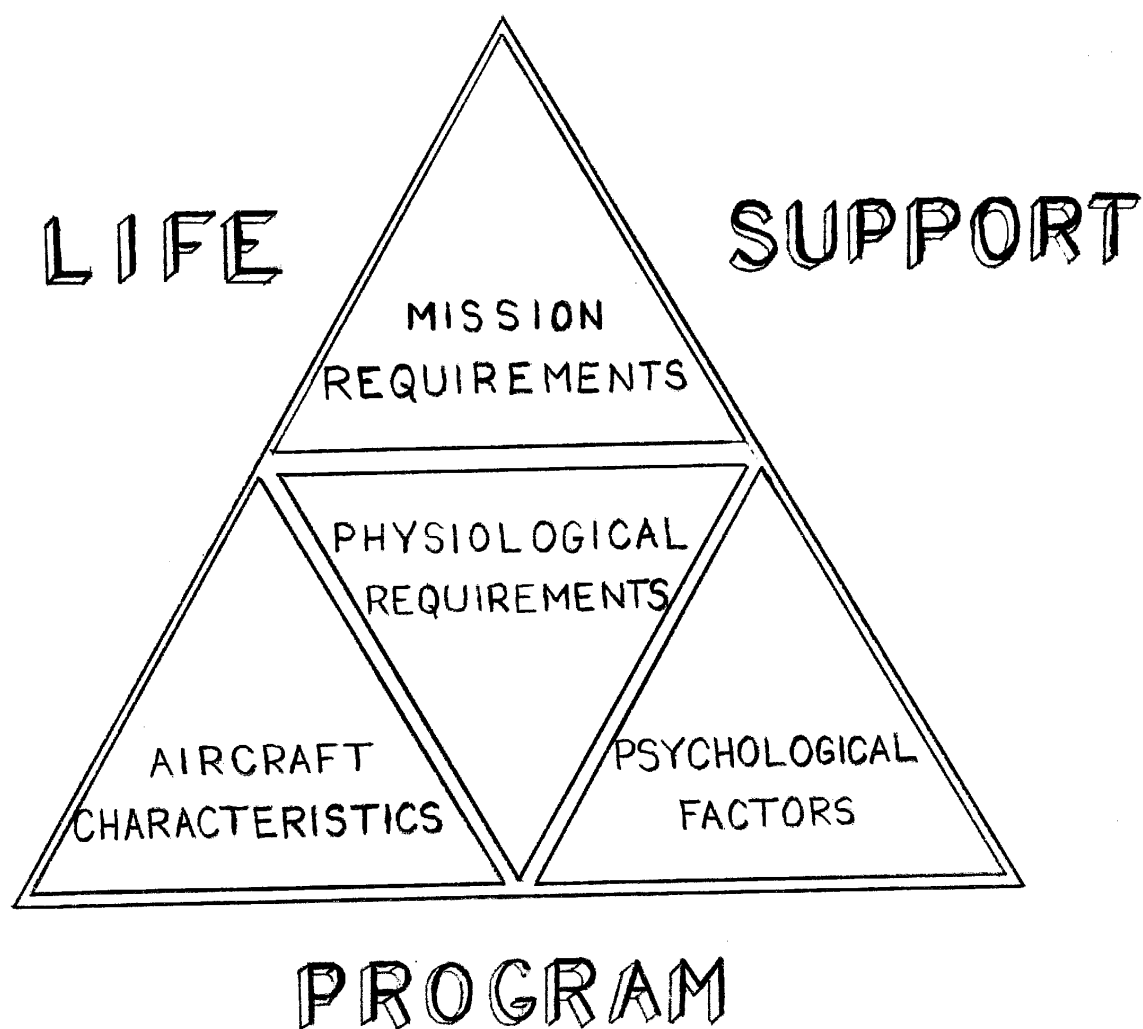 LIFE
SUPPORT
MISSION
REQUIREMENTS
PHYSIOLOGICAL
REQUIREMENTS
AIRCRAFT
CHARACTERISTICS
PSYCHOLOGICAL
FACTORS
PROGRAM